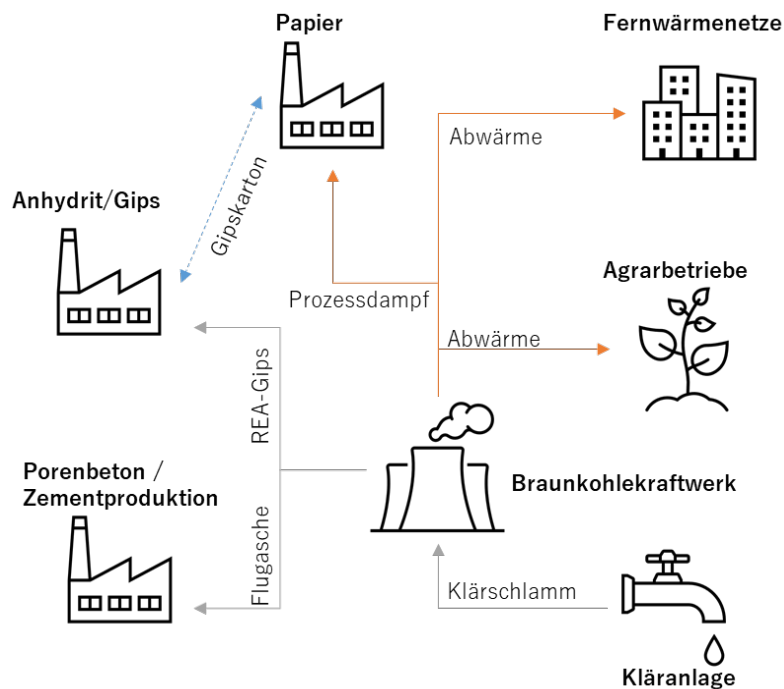 Papier
Fernwärmenetze
Abwärme
Anhydrit/Gips
Gipskarton
Agrarbetriebe
Prozessdampf
Abwärme
REA-Gips
Porenbeton /
Zementproduktion
Braunkohlekraftwerk
Flugasche
Klärschlamm
Kläranlage